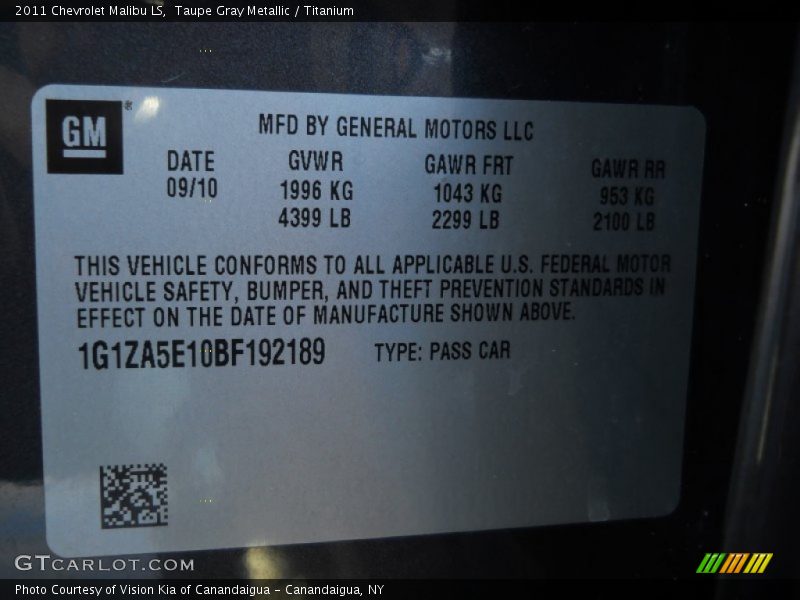 2011 Chevrolet Malibu LS,  Taupe Gray Metallic / Titanium
GM
MFD BY GENERAL MOTORS LLC
DATE GVWR GAWR FRT GAWR RR
09/10 1996 KG 1043 KG 953 KG
4399 LB 2299 LB 2100 LB
THIS VEHICLE CONFORMS TO ALL APPLICABLE U.S. FEDERAL MOTOR
VEHICLE SAFETY, BUMPER, AND THEFT PREVENTION STANDARDS IN
EFFECT ON THE DATE OF MANUFACTURE SHOWN ABOVE.
1G1ZA5E10BF192189 TYPE: PASS CAR
GTCARLOT.COM
Photo Courtesy of Vision Kia of Canandaigua – Canandaigua, NY